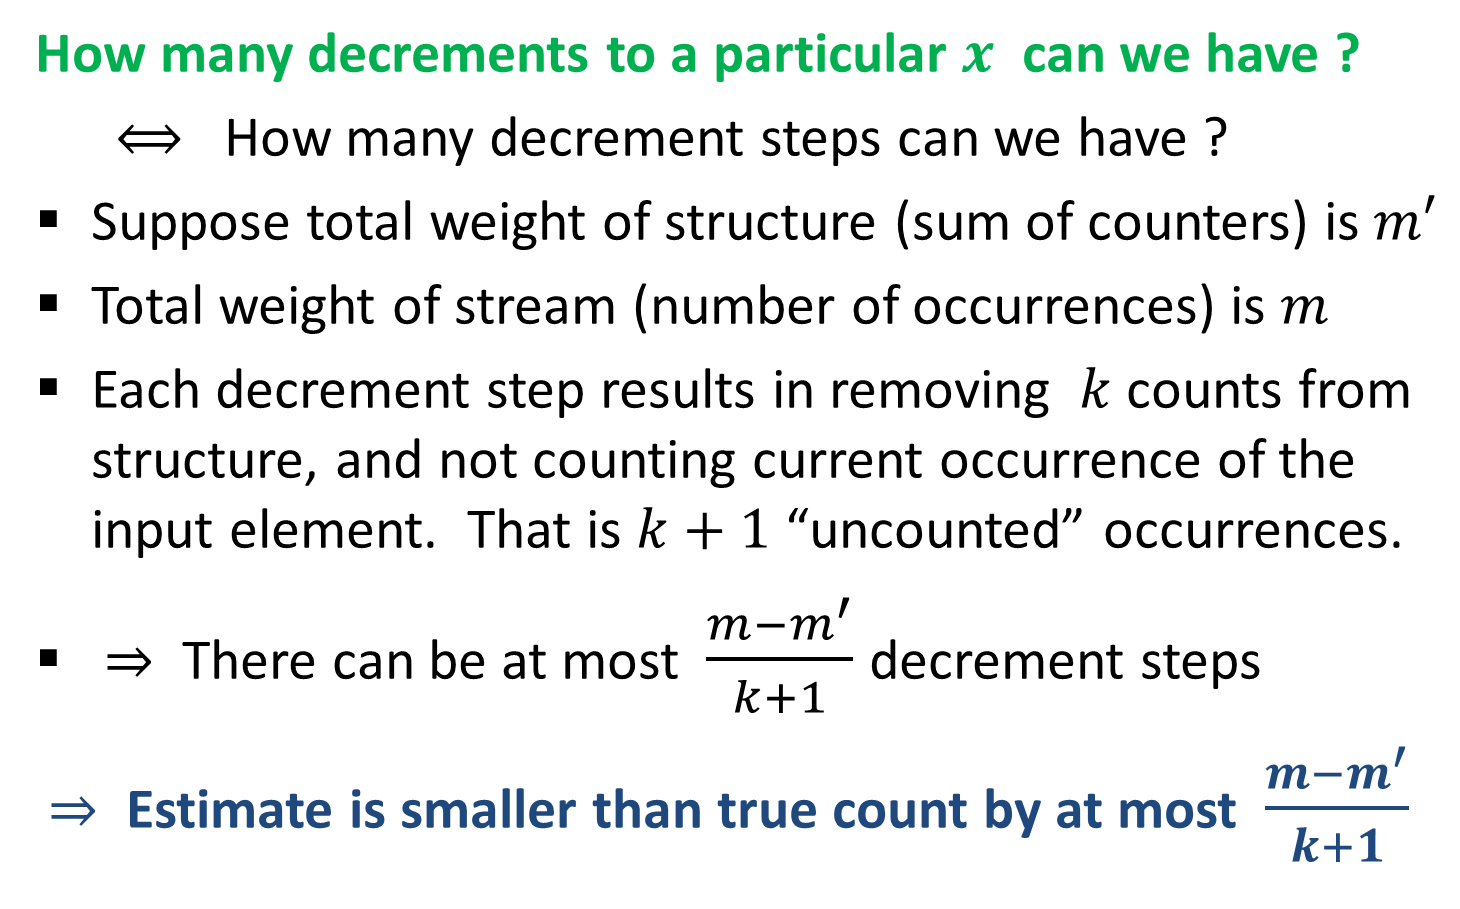 How many decrements to a particular x can we have ?
⟺ How many decrement steps can we have ?
▪ Suppose total weight of structure (sum of counters) is m′
▪ Total weight of stream (number of occurrences) is m
▪ Each decrement step results in removing k counts from
structure, and not counting current occurrence of the
input element. That is k + 1 “uncounted” occurrences.
▪ ⇒ There can be at most (m−m′)/(k+1) decrement steps
⇒ Estimate is smaller than true count by at most (m−m′)/(k+1)